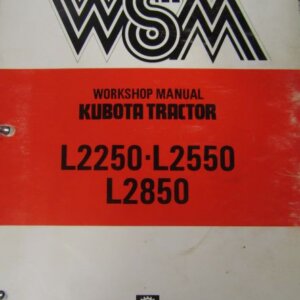 WSM
WORKSHOP MANUAL
KUBOTA TRACTOR
L2250·L2550
L2850